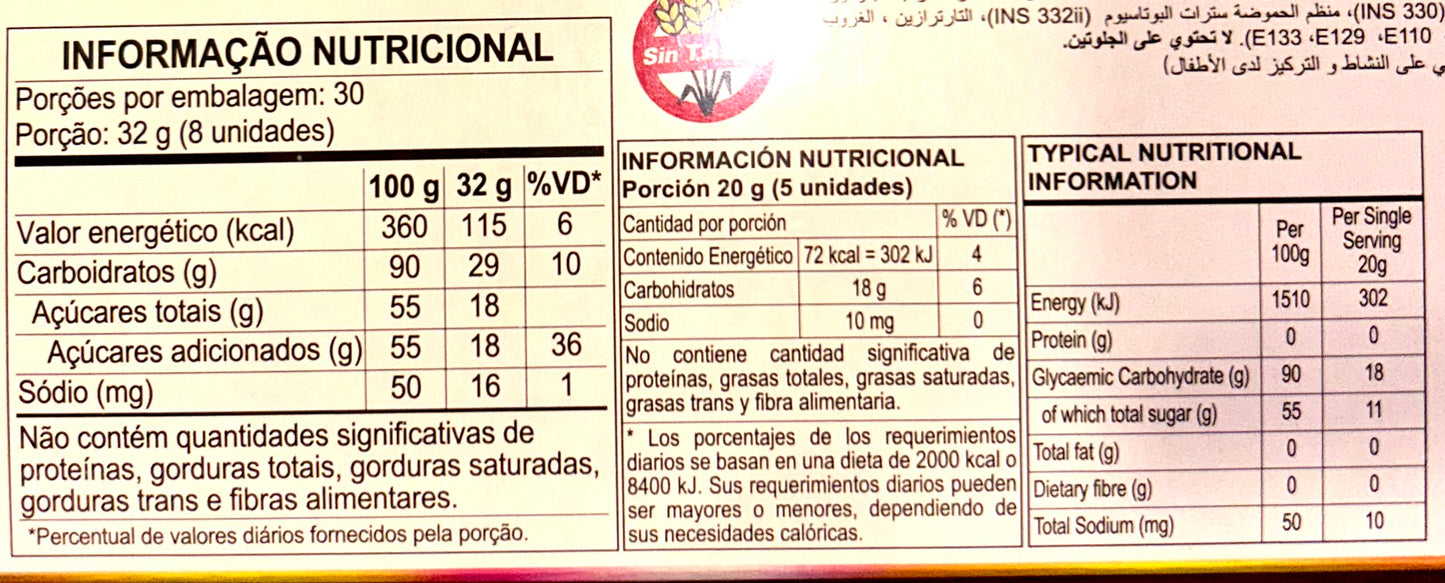 INFORMAÇÃO NUTRICIONAL
Porções por embalagem: 30
Porção: 32 g (8 unidades)
100 g 32 g %VD*
Valor energético (kcal) 360 115 6
Carboidratos (g) 90 29 10
Açúcares totais (g) 55 18
Açúcares adicionados (g) 55 18 36
Sódio (mg) 50 16 1
Não contém quantidades significativas de
proteínas, gorduras totais, gorduras saturadas,
gorduras trans e fibras alimentares.
*Percentual de valores diários fornecidos pela porção.
Sin
(INS 330)، منظم الحموضة سترات البوتاسيوم (INS 332ii)، التارترازين ، الغروب
E110، E129، E133). لا تحتوي على الجلوتين.
على النشاط و التركيز لدى الأطفال)
INFORMACIÓN NUTRICIONAL
Porción 20 g (5 unidades)
Cantidad por porción % VD (*)
Contenido Energético 72 kcal = 302 kJ 4
Carbohidratos 18 g 6
Sodio 10 mg 0
No contiene cantidad significativa de
proteínas, grasas totales, grasas saturadas,
grasas trans y fibra alimentaria.
* Los porcentajes de los requerimientos
diarios se basan en una dieta de 2000 kcal o
8400 kJ. Sus requerimientos diarios pueden
ser mayores o menores, dependiendo de
sus necesidades calóricas.
TYPICAL NUTRITIONAL
INFORMATION
Per 100g Per Single Serving 20g
Energy (kJ) 1510 302
Protein (g) 0 0
Glycaemic Carbohydrate (g) 90 18
of which total sugar (g) 55 11
Total fat (g) 0 0
Dietary fibre (g) 0 0
Total Sodium (mg) 50 10